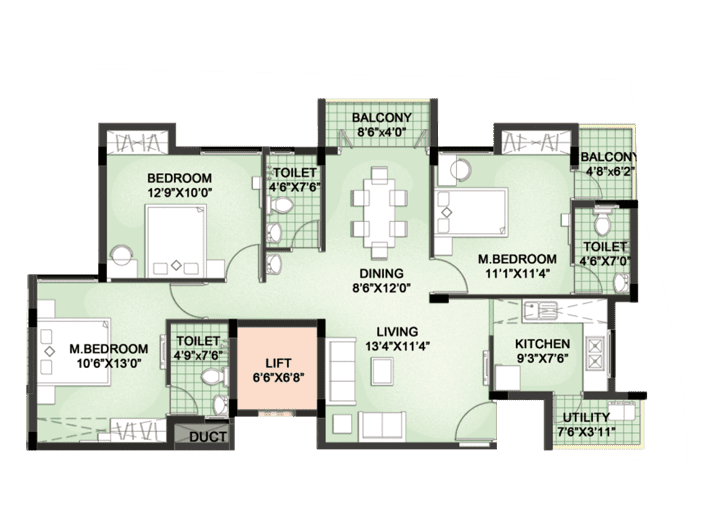 BALCONY
8'6"x4'0"
BEDROOM
12'9"X10'0"
TOILET
4'6"X7'6"
BALCONY
4'8"x6'2"
M.BEDROOM
11'1"X11'4"
TOILET
4'6"X7'0"
DINING
8'6"X12'0"
LIVING
13'4"X11'4"
KITCHEN
9'3"X7'6"
M.BEDROOM
10'6"X13'0"
TOILET
4'9"x7'6"
LIFT
6'6"X6'8"
UTILITY
7'6"X3'11"
DUCT